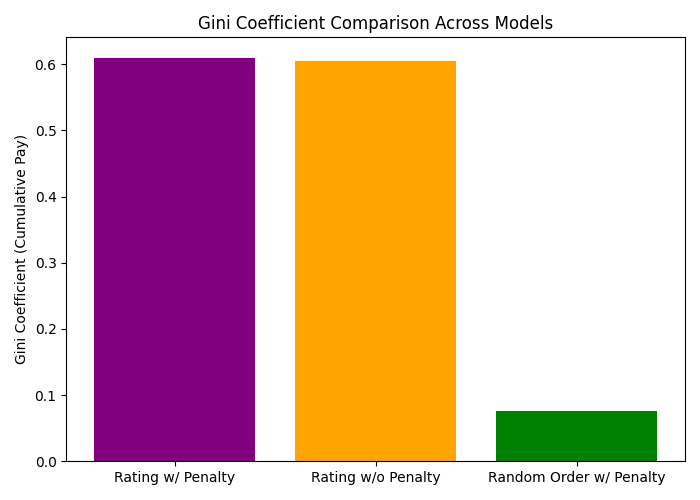 Gini Coefficient Comparison Across Models
Gini Coefficient (Cumulative Pay)
0.6
0.5
0.4
0.3
0.2
0.1
0.0
Rating w/ Penalty
Rating w/o Penalty
Random Order w/ Penalty